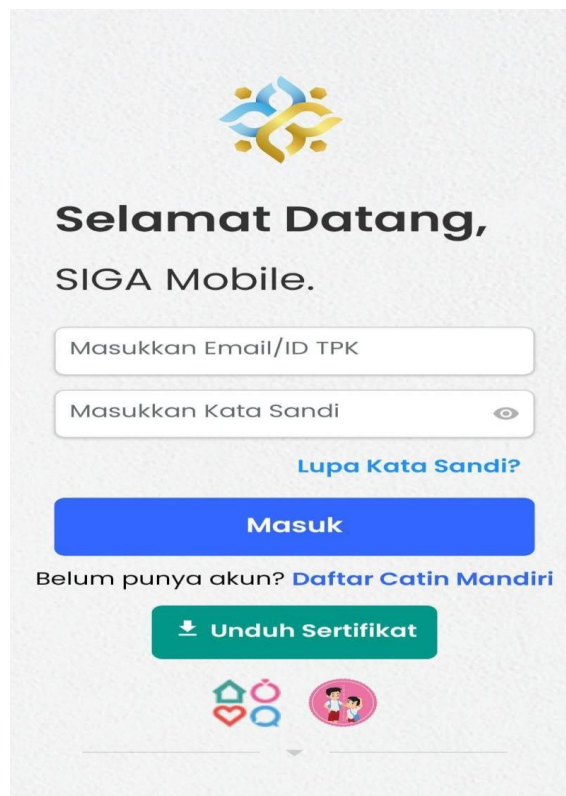 Selamat Datang,
SIGA Mobile.
Masukkan Email/ID TPK
Masukkan Kata Sandi
Lupa Kata Sandi?
Masuk
Belum punya akun? Daftar Catin Mandiri
Unduh Sertifikat